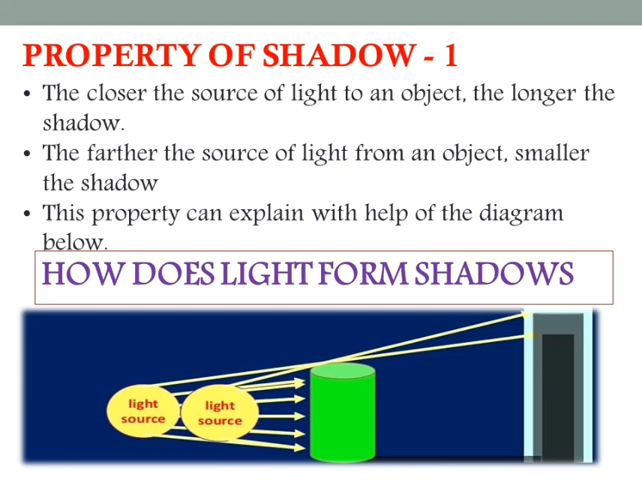 PROPERTY OF SHADOW - 1
• The closer the source of light to an object, the longer the
shadow.
• The farther the source of light from an object, smaller
the shadow
• This property can explain with help of the diagram
below.
HOW DOES LIGHT FORM SHADOWS
light
source
light
source